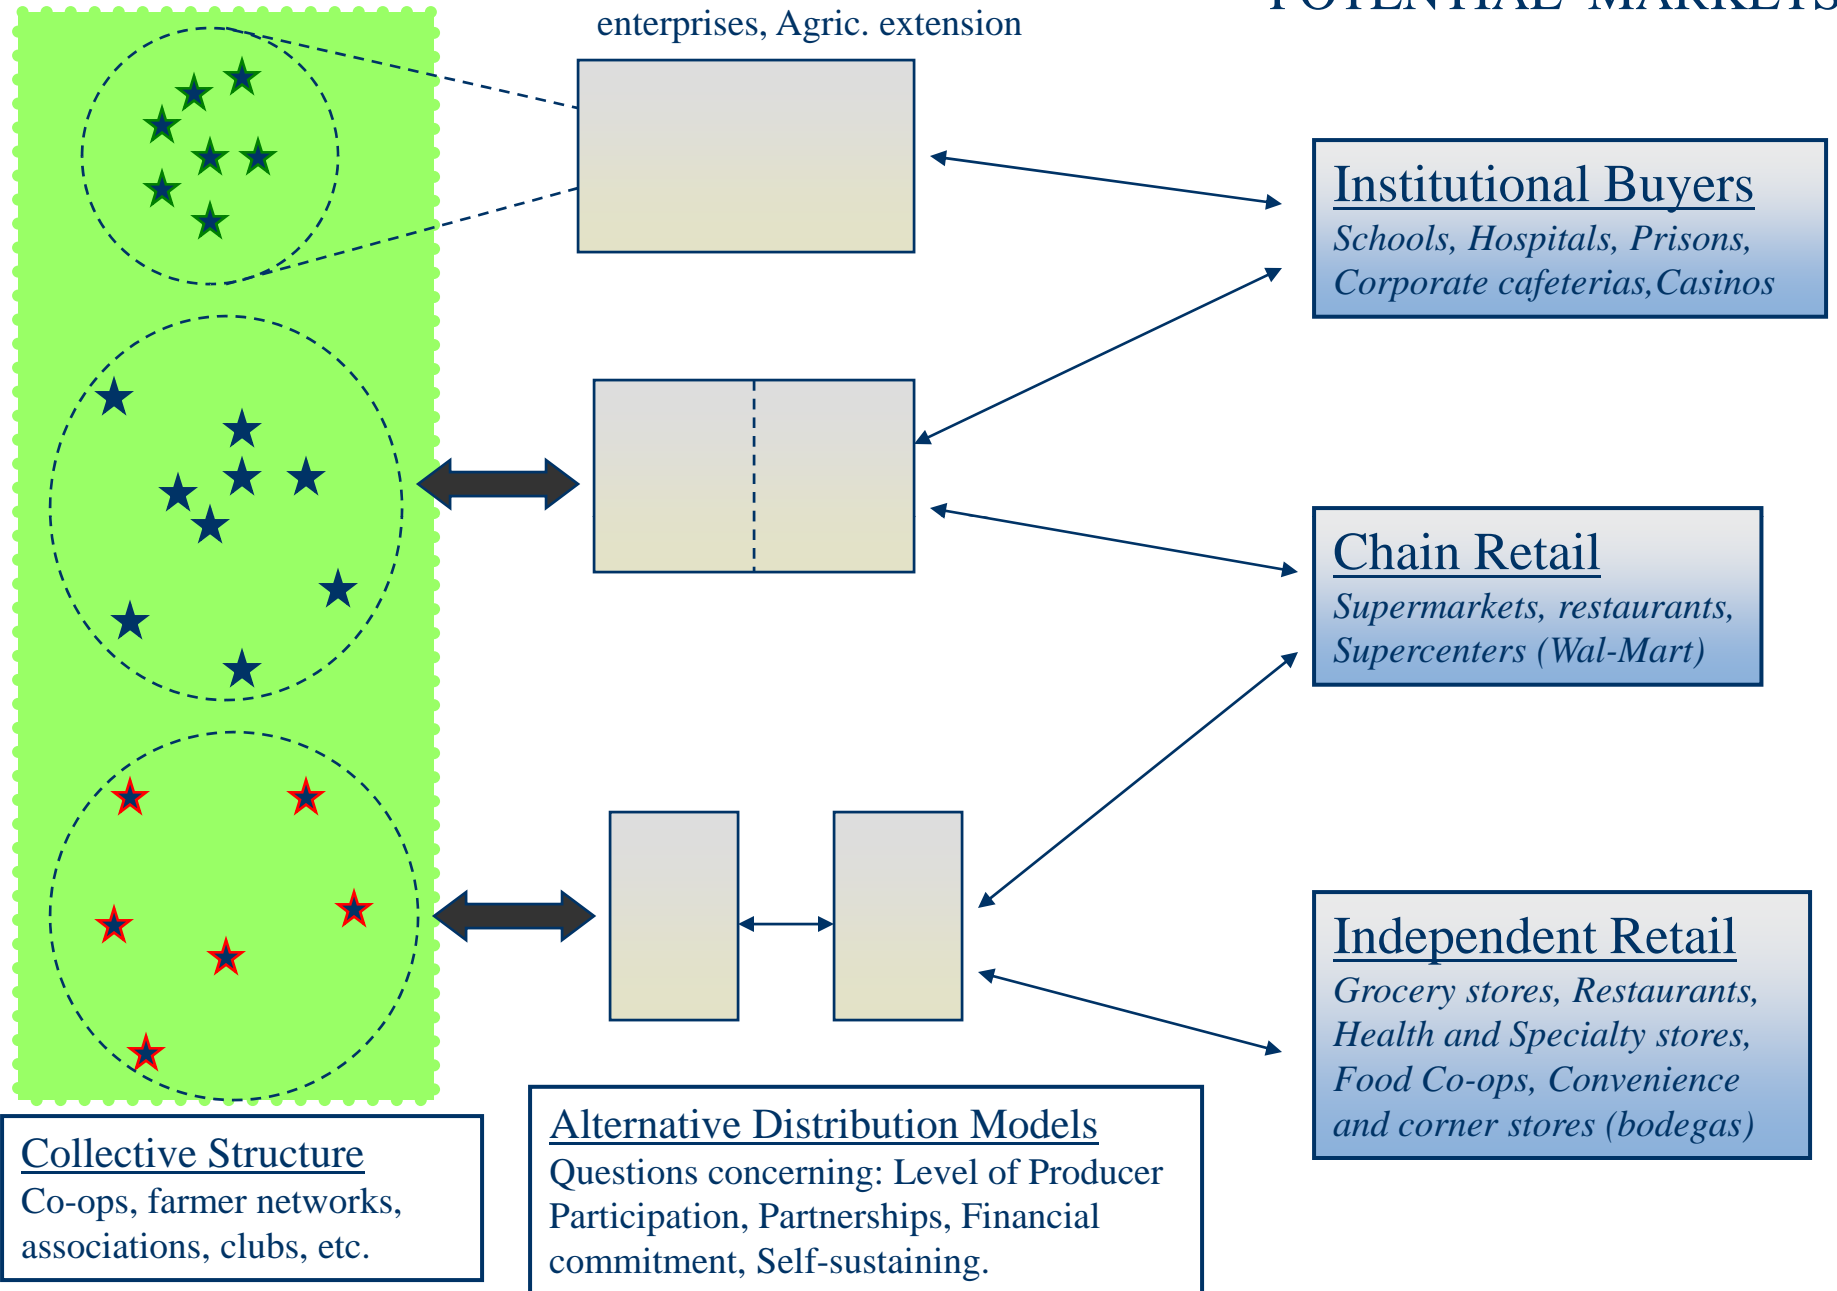 enterprises, Agric. extension
POTENTIAL MARKETS
Institutional Buyers
Schools, Hospitals, Prisons,
Corporate cafeterias,Casinos
Chain Retail
Supermarkets, restaurants,
Supercenters (Wal-Mart)
Independent Retail
Grocery stores, Restaurants,
Health and Specialty stores,
Food Co-ops, Convenience
and corner stores (bodegas)
Collective Structure
Co-ops, farmer networks,
associations, clubs, etc.
Alternative Distribution Models
Questions concerning: Level of Producer
Participation, Partnerships, Financial
commitment, Self-sustaining.